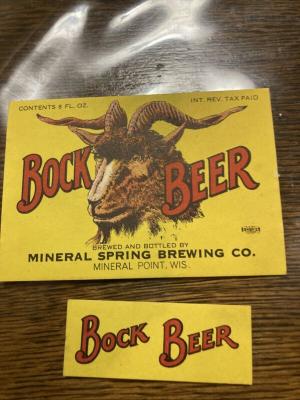 CONTENTS 8 FL. OZ.
INT. REV. TAX PAID
BOCK BEER
BREWED AND BOTTLED BY
MINERAL SPRING BREWING CO.
MINERAL POINT, WIS.
BOCK BEER